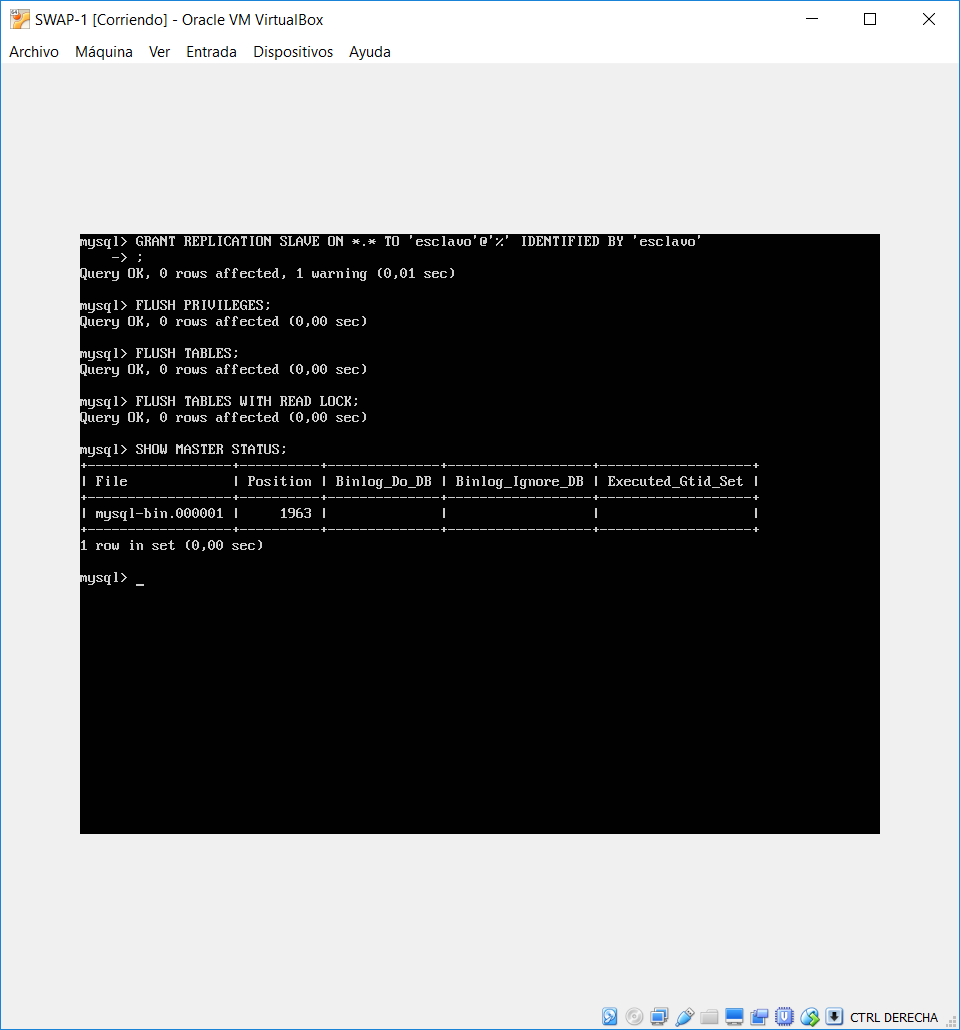 SWAP-1 [Corriendo] - Oracle VM VirtualBox
Archivo Máquina Ver Entrada Dispositivos Ayuda
mysql> GRANT REPLICATION SLAVE ON *.* TO 'esclavo'@'%' IDENTIFIED BY 'esclavo'
    -> ;
Query OK, 0 rows affected, 1 warning (0,01 sec)
mysql> FLUSH PRIVILEGES;
Query OK, 0 rows affected (0,00 sec)
mysql> FLUSH TABLES;
Query OK, 0 rows affected (0,00 sec)
mysql> FLUSH TABLES WITH READ LOCK;
Query OK, 0 rows affected (0,00 sec)
mysql> SHOW MASTER STATUS;
+------------------+----------+--------------+------------------+-------------------+
| File             | Position | Binlog_Do_DB | Binlog_Ignore_DB | Executed_Gtid_Set |
+------------------+----------+--------------+------------------+-------------------+
| mysql-bin.000001 |     1963 |              |                  |                   |
+------------------+----------+--------------+------------------+-------------------+
1 row in set (0,00 sec)
mysql> _
CTRL DERECHA